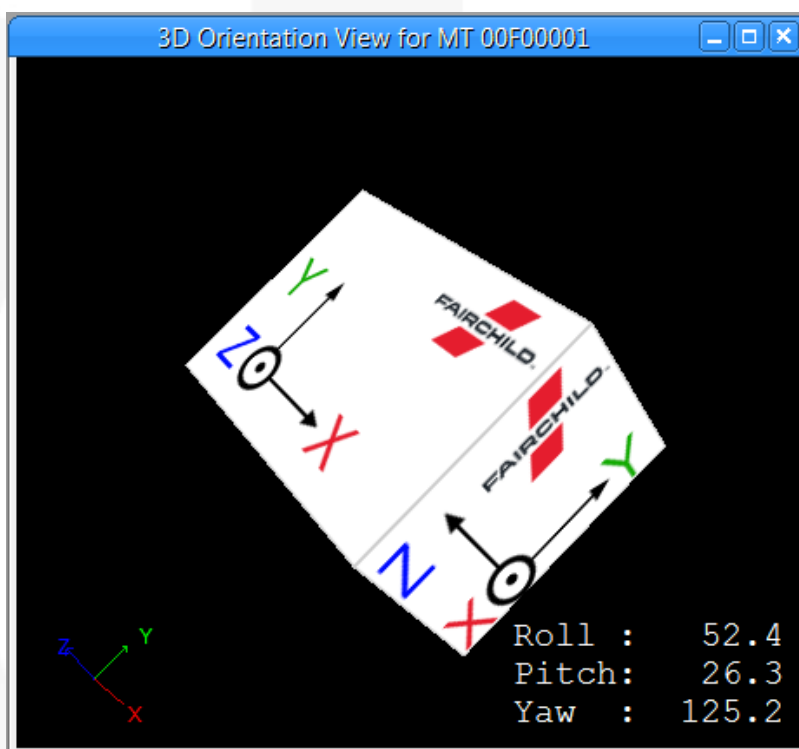 3D Orientation View for MT 00F00001
Y
Z
X
FAIRCHILD
FAIRCHILD
Y
Z
X
Z
Y
X
Roll : 52.4
Pitch: 26.3
Yaw : 125.2